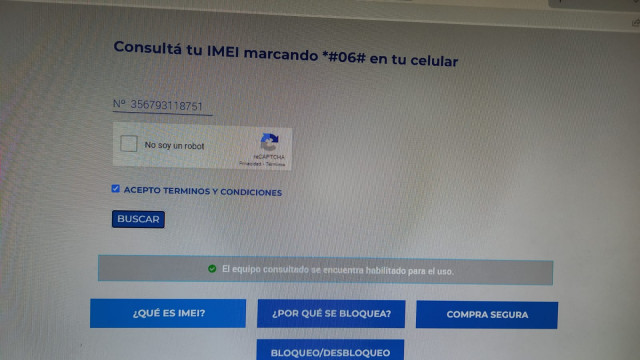 Consultá tu IMEI marcando *#06# en tu celular
Nº 356793118751
No soy un robot
reCAPTCHA
Privacidad - Términos
ACEPTO TERMINOS Y CONDICIONES
BUSCAR
El equipo consultado se encuentra habilitado para el uso.
¿QUÉ ES IMEI?
¿POR QUÉ SE BLOQUEA?
COMPRA SEGURA
BLOQUEO/DESBLOQUEO